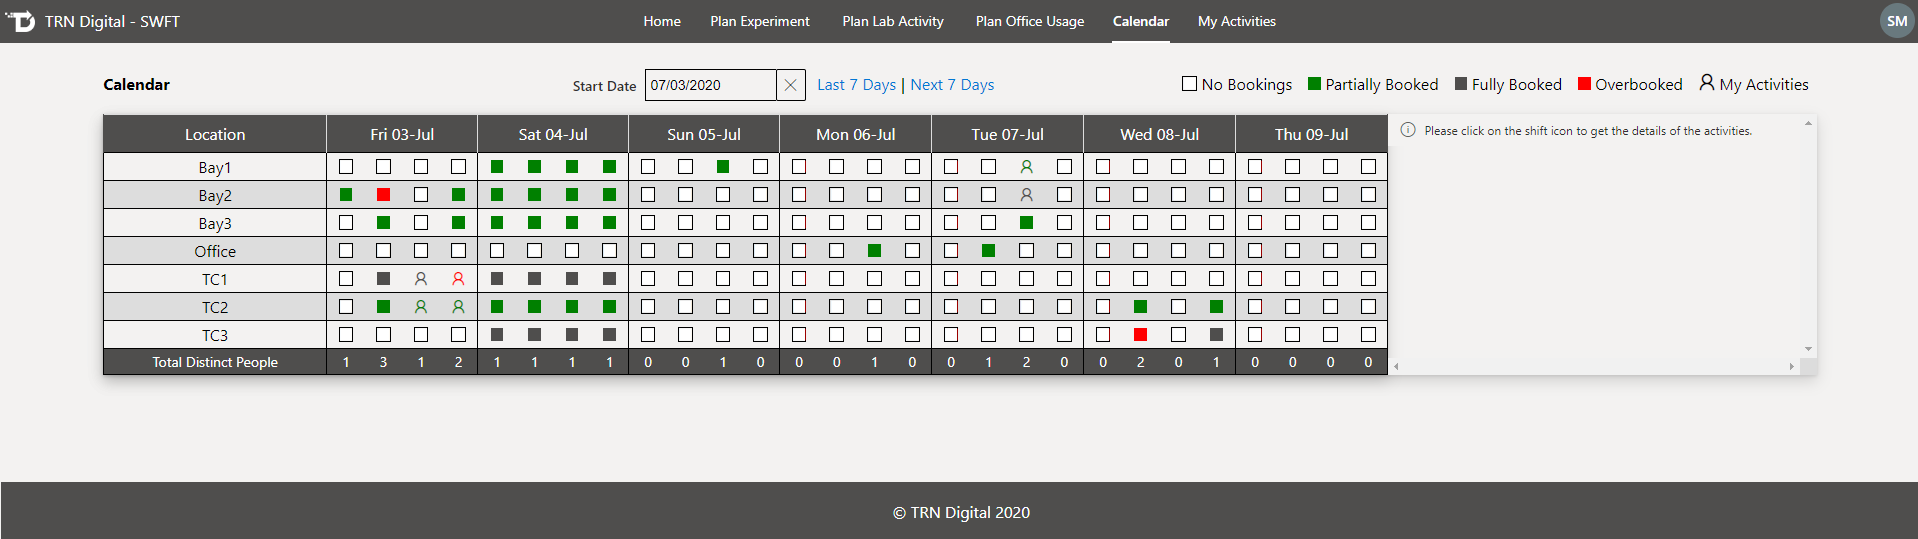 TRN Digital - SWFT Home Plan Experiment Plan Lab Activity Plan Office Usage Calendar My Activities SM
Calendar Start Date 07/03/2020 Last 7 Days | Next 7 Days No Bookings Partially Booked Fully Booked Overbooked My Activities
Location Fri 03-Jul Sat 04-Jul Sun 05-Jul Mon 06-Jul Tue 07-Jul Wed 08-Jul Thu 09-Jul
Please click on the shift icon to get the details of the activities.
Bay1
Bay2
Bay3
Office
TC1
TC2
TC3
Total Distinct People 1 3 1 2 1 1 1 1 0 0 1 0 0 0 1 0 0 1 2 0 0 2 0 1 0 0 0 0
© TRN Digital 2020